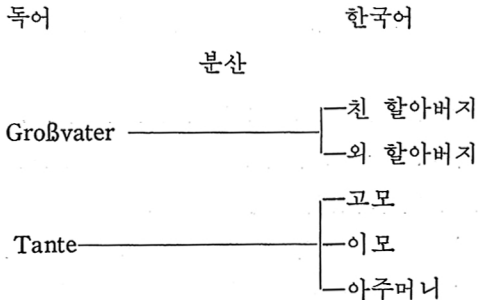 독어 한국어
분산
Großvater 친 할아버지
외 할아버지
고모
Tante 이모
아주머니